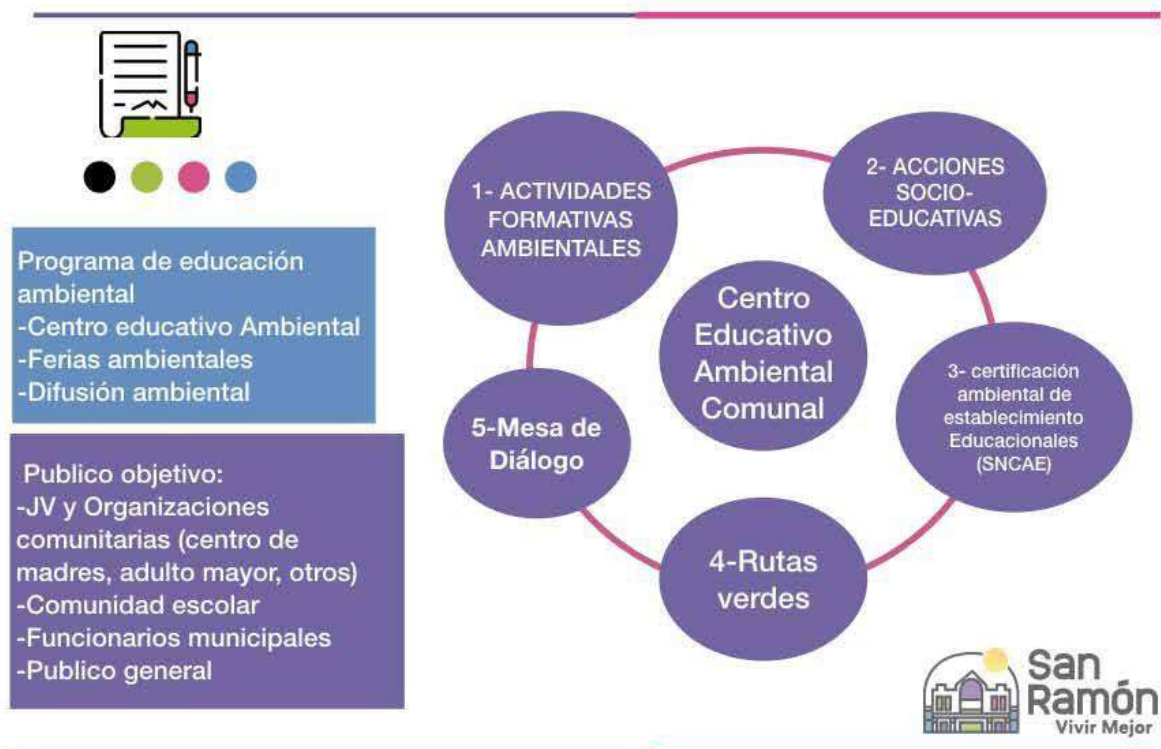 Programa de educación
ambiental
-Centro educativo Ambiental
-Ferias ambientales
-Difusión ambiental
Publico objetivo:
-JV y Organizaciones
comunitarias (centro de
madres, adulto mayor, otros)
-Comunidad escolar
-Funcionarios municipales
-Publico general
1- ACTIVIDADES
FORMATIVAS
AMBIENTALES
2- ACCIONES
SOCIO-
EDUCATIVAS
3- certificación
ambiental de
establecimiento
Educacionales
(SNCAE)
4-Rutas
verdes
5-Mesa de
Diálogo
Centro
Educativo
Ambiental
Comunal
San
Ramón
Vivir Mejor